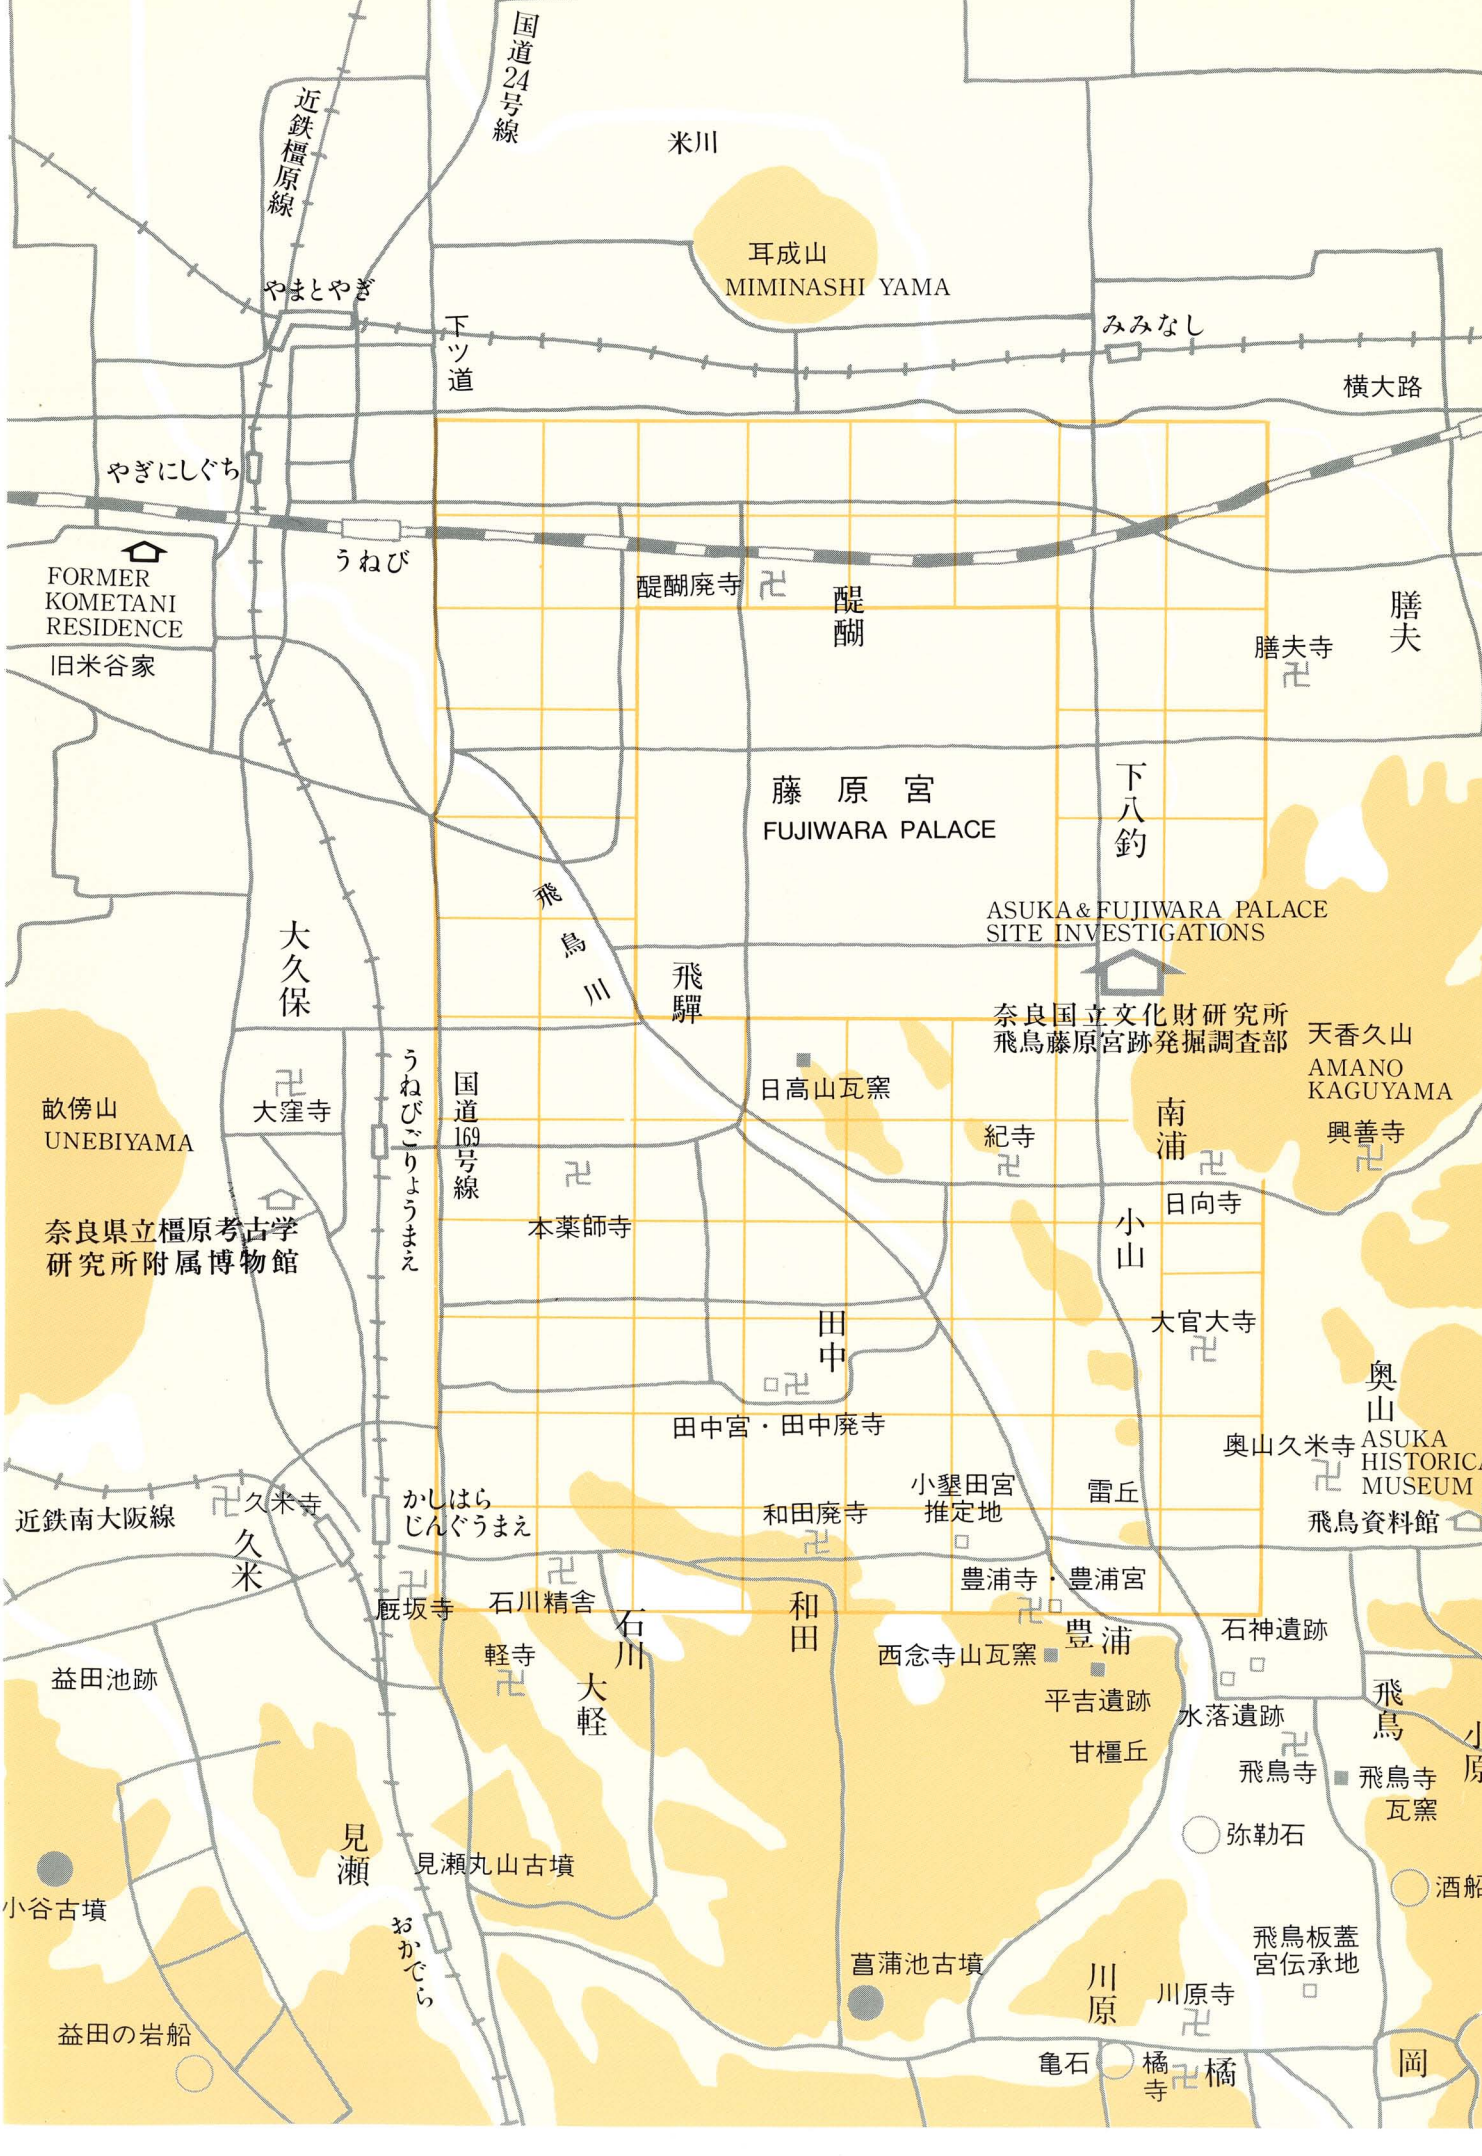 国道24号線
近鉄橿原線
米川
耳成山
MIMINASHI YAMA
やまとやぎ
下ツ道
みみなし
横大路
やぎにしぐち
うねび
FORMER
KOMETANI
RESIDENCE
旧米谷家
醍醐廃寺
醍醐
膳夫
膳夫寺
藤原宮
FUJIWARA PALACE
下八釣
飛鳥川
ASUKA&FUJIWARA PALACE
SITE INVESTIGATIONS
奈良国立文化財研究所
飛鳥藤原宮跡発掘調査部
大久保
飛驒
天香久山
AMANO
KAGUYAMA
うねびごりょうまえ
国道169号線
日高山瓦窯
畝傍山
UNEBIYAMA
大窪寺
紀寺
南浦
興善寺
日向寺
奈良県立橿原考古学
研究所附属博物館
本薬師寺
小山
田中
大官大寺
奥山
田中宮・田中廃寺
奥山久米寺
ASUKA
HISTORICA
MUSEUM
飛鳥資料館
近鉄南大阪線
久米寺
久米
かしはら
じんぐうまえ
和田廃寺
小墾田宮
推定地
雷丘
豊浦寺・豊浦宮
厩坂寺
石川精舎
石川
和田
豊浦
石神遺跡
軽寺
大軽
西念寺山瓦窯
平吉遺跡
水落遺跡
飛鳥
小原
益田池跡
甘橿丘
飛鳥寺
飛鳥寺
瓦窯
見瀬
見瀬丸山古墳
弥勒石
小谷古墳
酒船
おかでら
飛鳥板蓋
宮伝承地
菖蒲池古墳
川原
川原寺
益田の岩船
亀石
橘寺
橘
岡